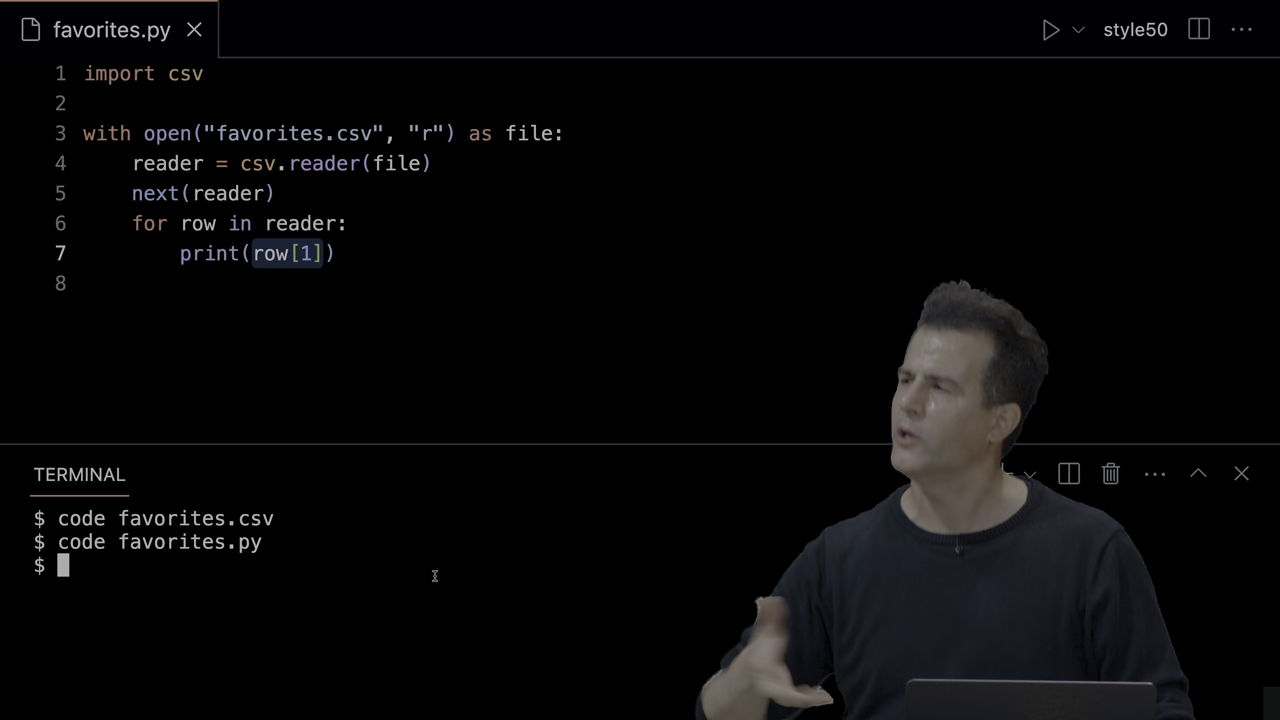 favorites.py
style50
1 import csv
2
3 with open("favorites.csv", "r") as file:
4     reader = csv.reader(file)
5     next(reader)
6     for row in reader:
7         print(row[1])
8
TERMINAL
$ code favorites.csv
$ code favorites.py
$